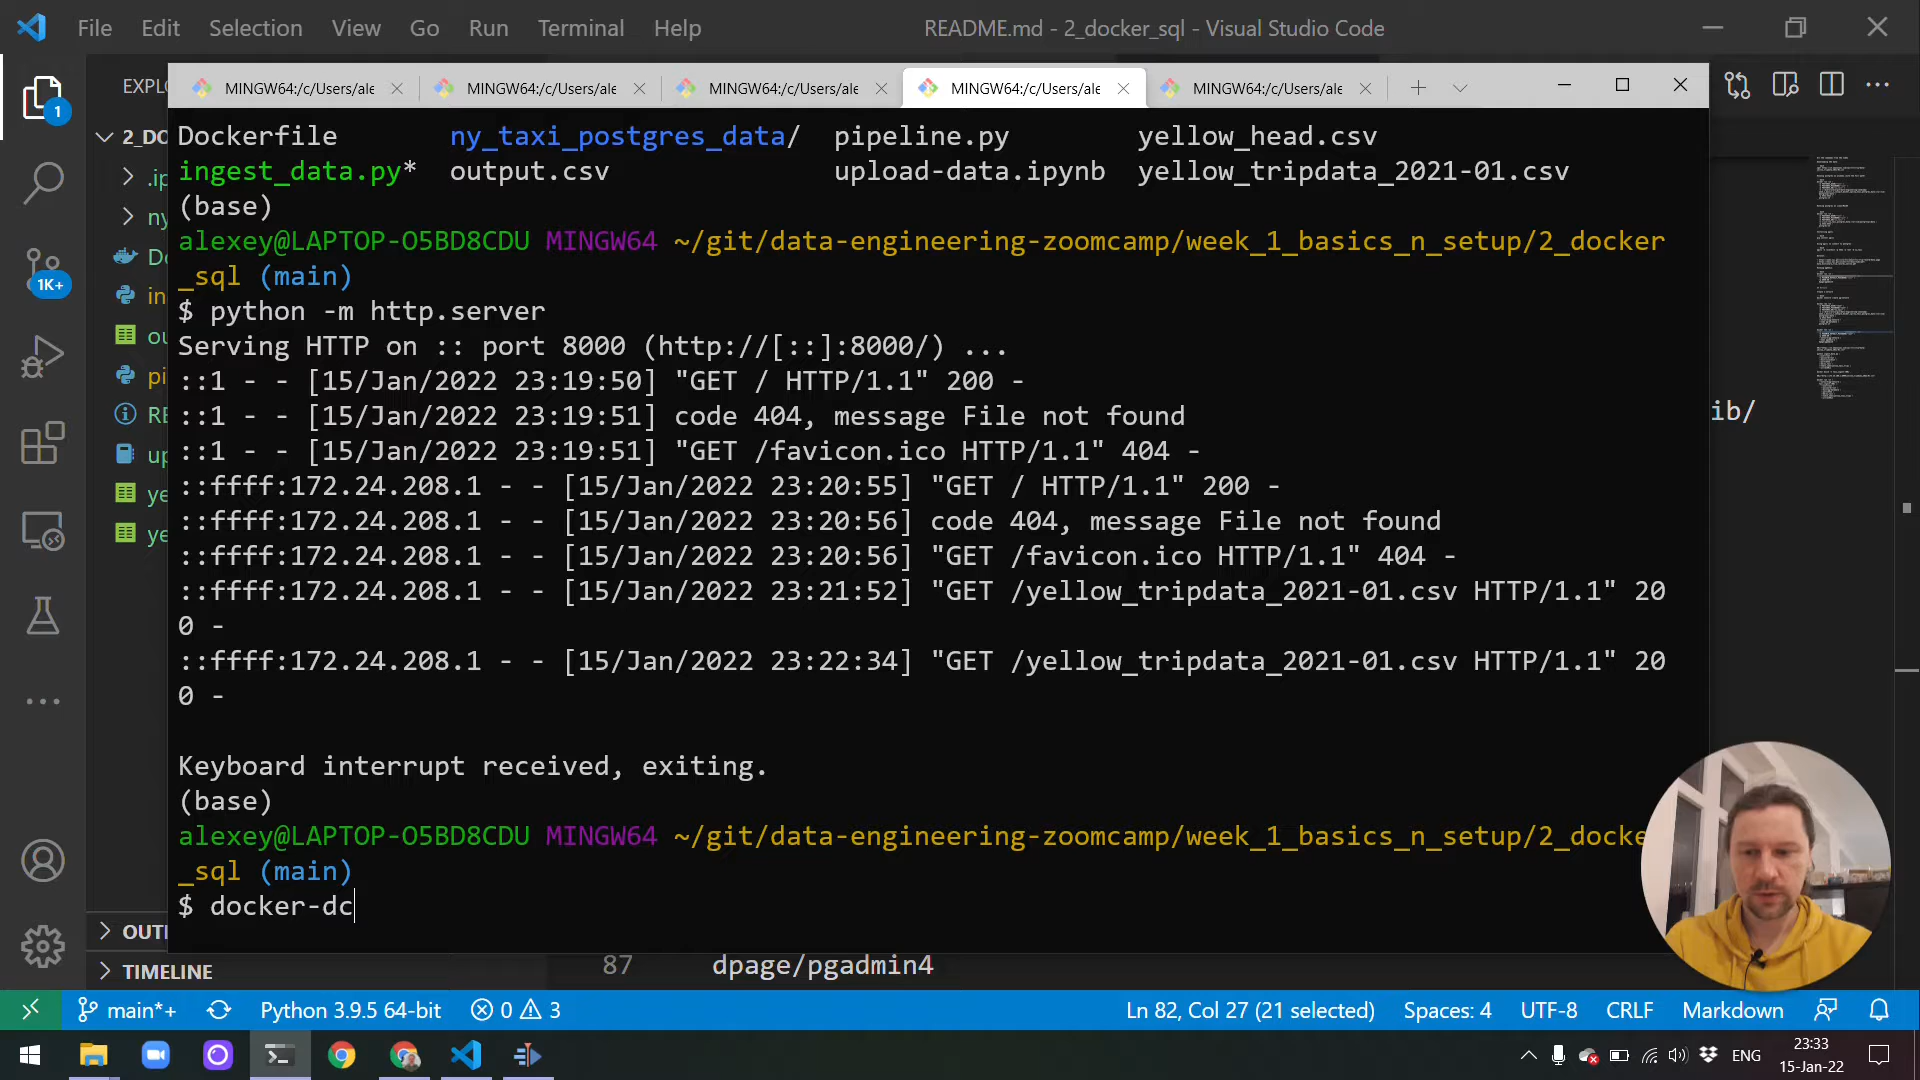 File Edit Selection View Go Run Terminal Help README.md - 2_docker_sql - Visual Studio Code
EXPL
MINGW64:/c/Users/ale MINGW64:/c/Users/ale MINGW64:/c/Users/ale MINGW64:/c/Users/ale MINGW64:/c/Users/ale
1
2_DO
Dockerfile ny_taxi_postgres_data/ pipeline.py yellow_head.csv
.ip
ingest_data.py* output.csv upload-data.ipynb yellow_tripdata_2021-01.csv
ny
(base)
alexey@LAPTOP-O5BD8CDU MINGW64 ~/git/data-engineering-zoomcamp/week_1_basics_n_setup/2_docker
Do
_sql (main)
1K+
in
$ python -m http.server
ou
Serving HTTP on :: port 8000 (http://[::]:8000/) ...
pi
::1 - - [15/Jan/2022 23:19:50] "GET / HTTP/1.1" 200 -
RE
::1 - - [15/Jan/2022 23:19:51] code 404, message File not found
ib/
up
::1 - - [15/Jan/2022 23:19:51] "GET /favicon.ico HTTP/1.1" 404 -
ye
::ffff:172.24.208.1 - - [15/Jan/2022 23:20:55] "GET / HTTP/1.1" 200 -
ye
::ffff:172.24.208.1 - - [15/Jan/2022 23:20:56] code 404, message File not found
::ffff:172.24.208.1 - - [15/Jan/2022 23:20:56] "GET /favicon.ico HTTP/1.1" 404 -
::ffff:172.24.208.1 - - [15/Jan/2022 23:21:52] "GET /yellow_tripdata_2021-01.csv HTTP/1.1" 20
0 -
::ffff:172.24.208.1 - - [15/Jan/2022 23:22:34] "GET /yellow_tripdata_2021-01.csv HTTP/1.1" 20
0 -
Keyboard interrupt received, exiting.
(base)
alexey@LAPTOP-O5BD8CDU MINGW64 ~/git/data-engineering-zoomcamp/week_1_basics_n_setup/2_docke
_sql (main)
$ docker-dc
OUTL
TIMELINE
87 dpage/pgadmin4
main*+ Python 3.9.5 64-bit 0 3 Ln 82, Col 27 (21 selected) Spaces: 4 UTF-8 CRLF Markdown
ENG
23:33
15-Jan-22